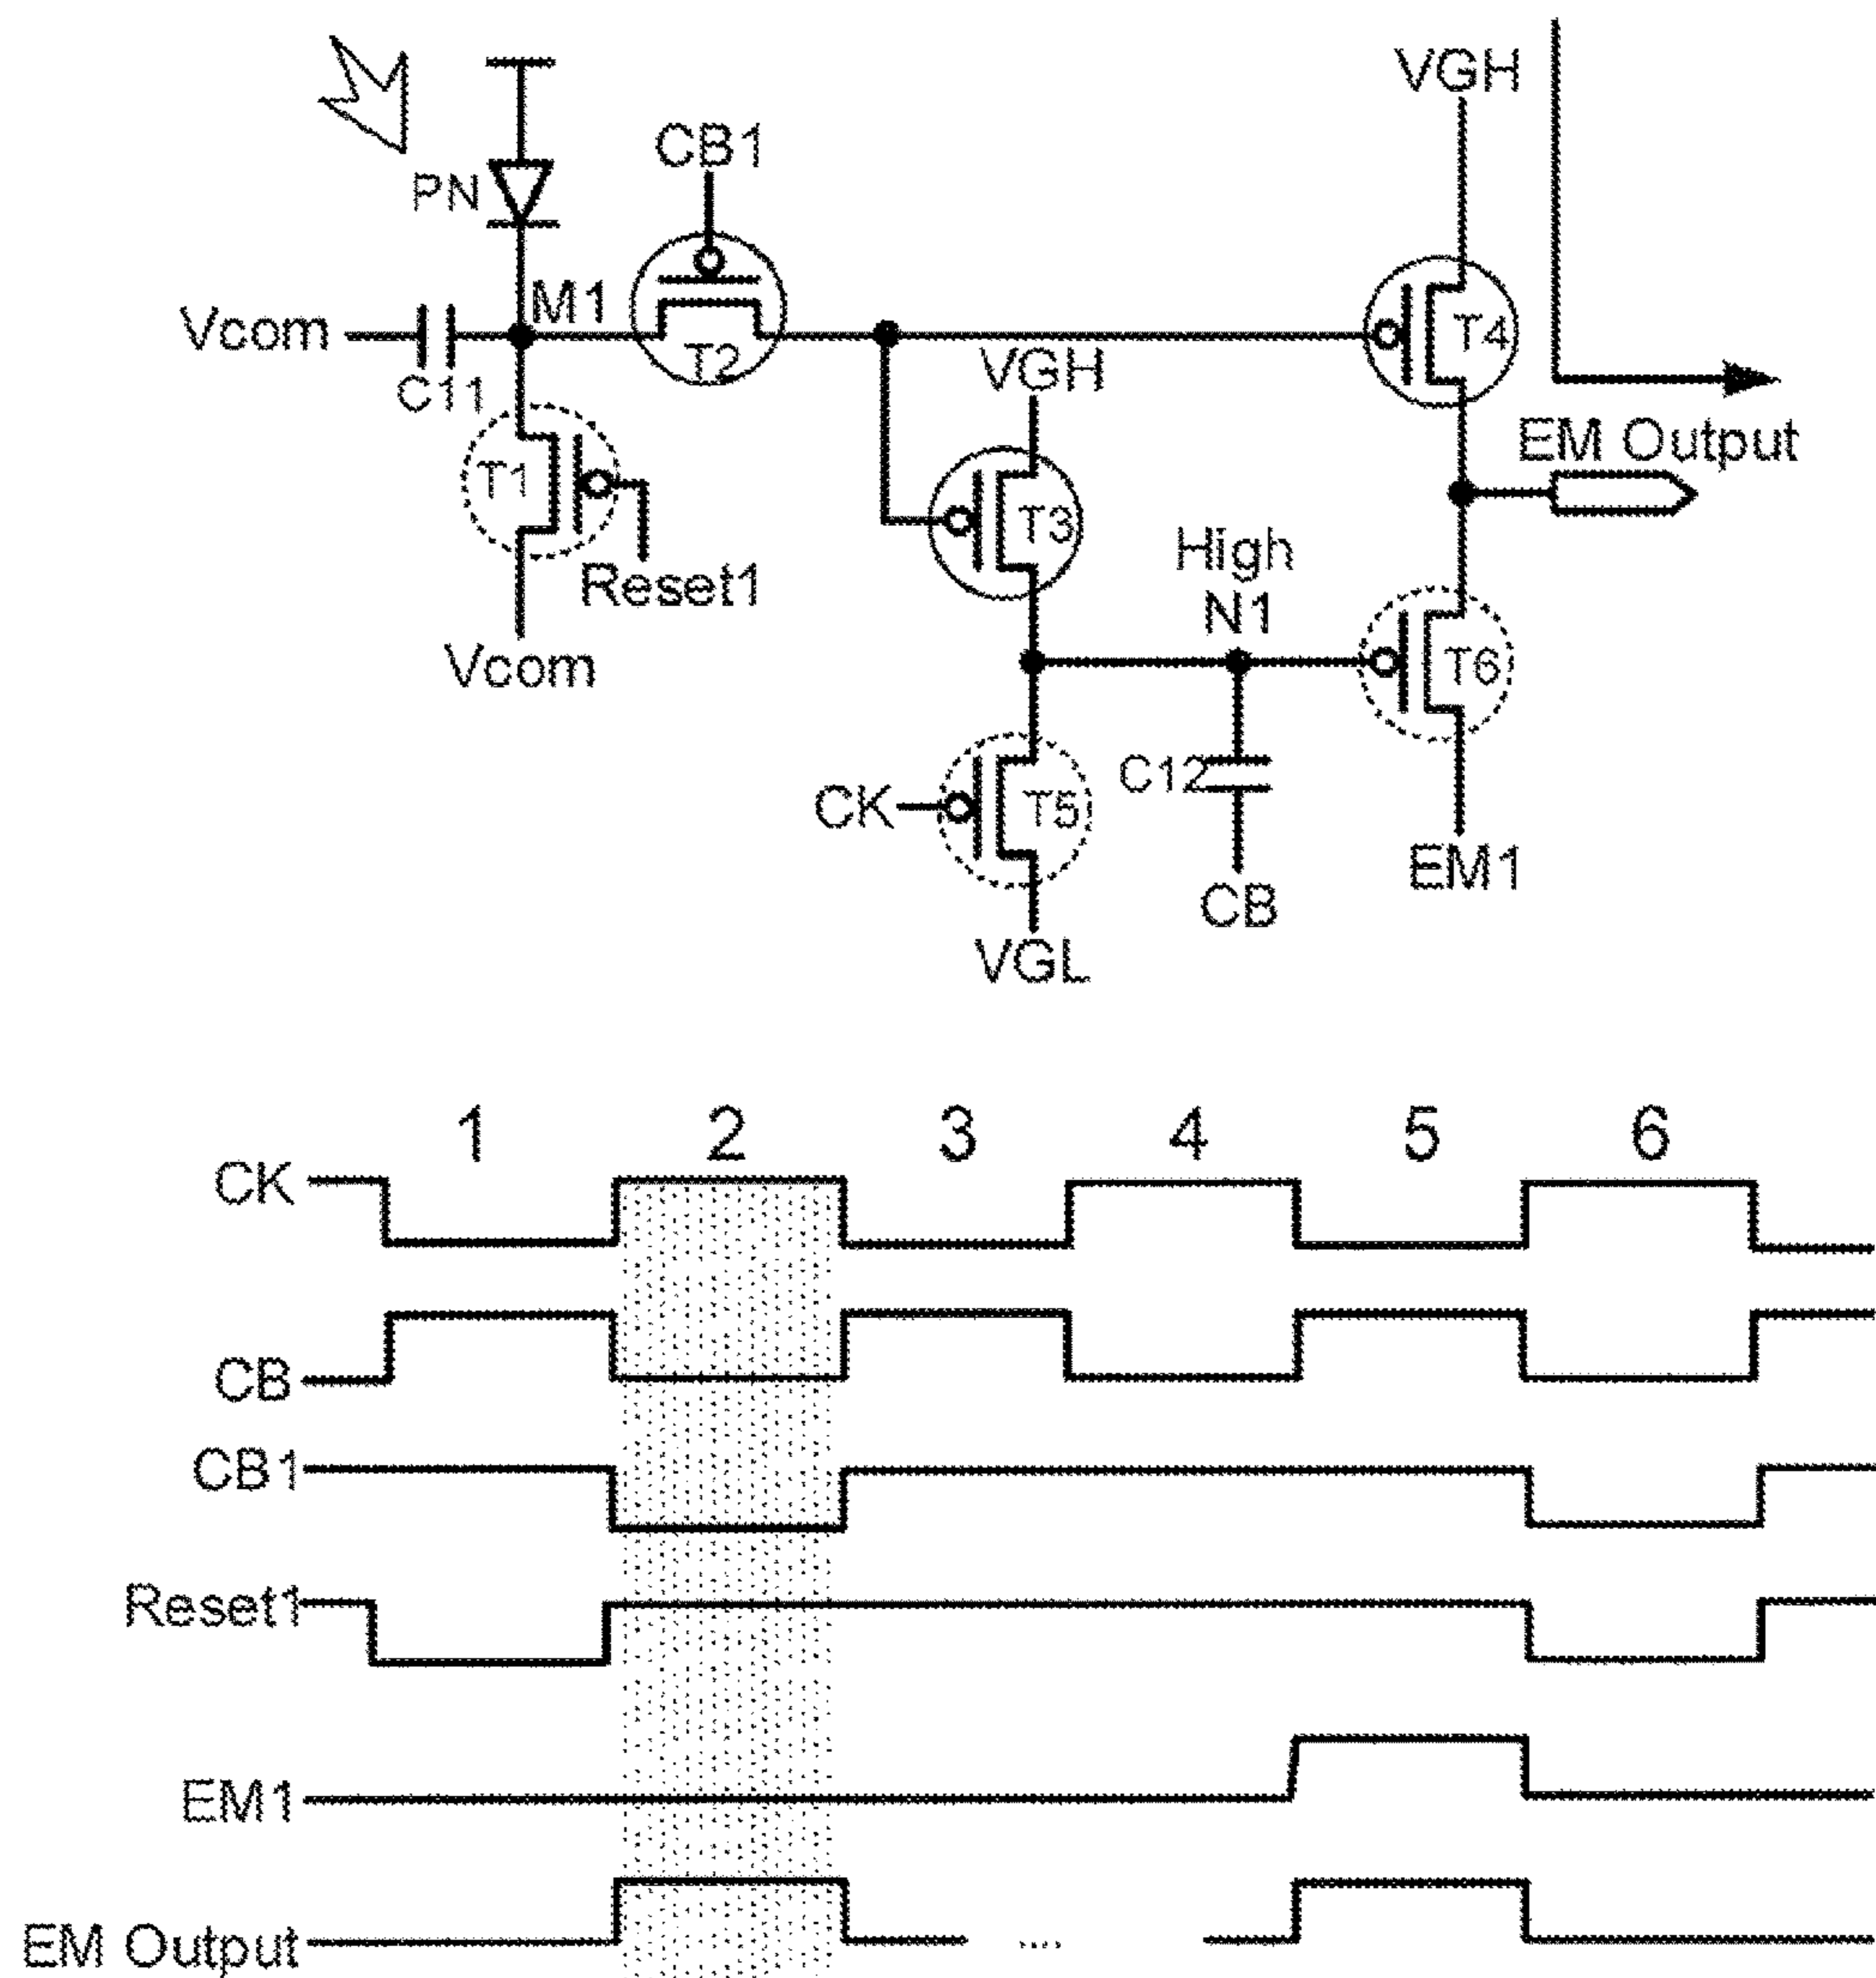 VGH
CB1
PN
M1
Vcom
T2
T4
C11
VGH
EM Output
T1
T3
High
Reset1
N1
Vcom
T6
C12
CK
T5
EM1
CB
VGL
1 2 3 4 5 6
CK
CB
CB1
Reset1
EM1
EM Output
...